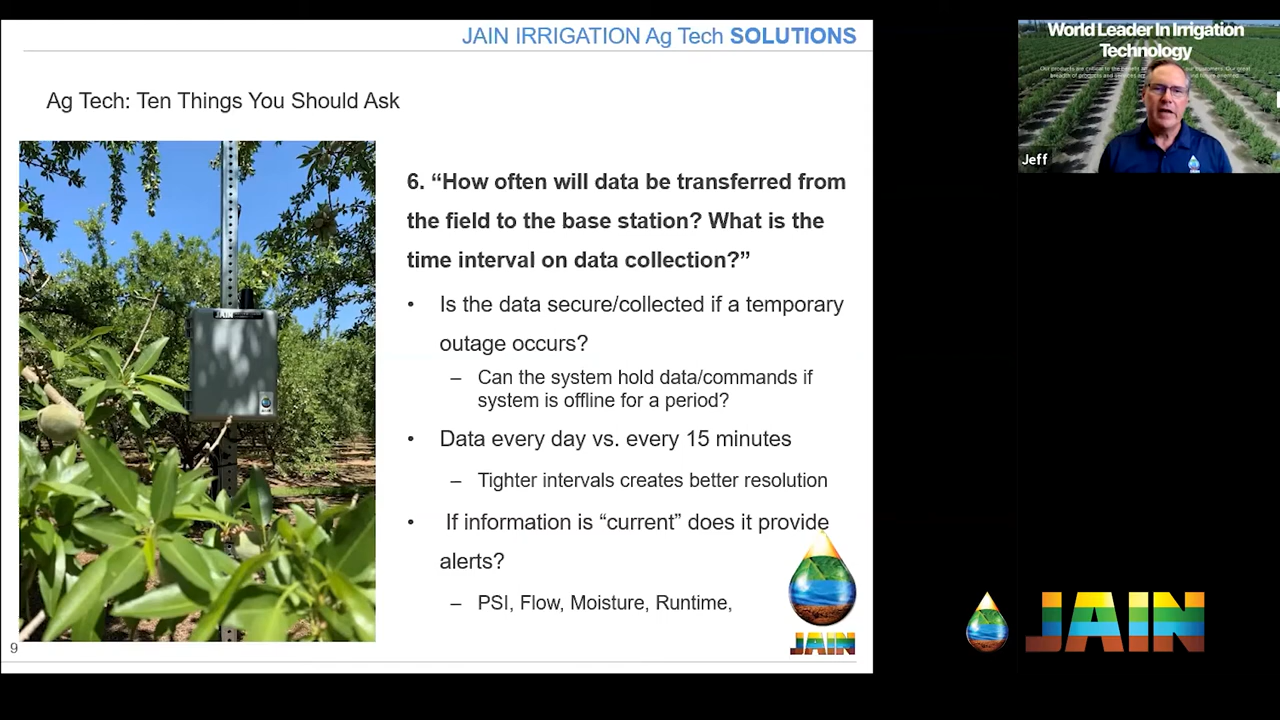 JAIN IRRIGATION Ag Tech SOLUTIONS
Ag Tech: Ten Things You Should Ask
6. “How often will data be transferred from
the field to the base station? What is the
time interval on data collection?”
• Is the data secure/collected if a temporary
outage occurs?
– Can the system hold data/commands if
system is offline for a period?
• Data every day vs. every 15 minutes
– Tighter intervals creates better resolution
• If information is “current” does it provide
alerts?
– PSI, Flow, Moisture, Runtime,
JAIN
9
JAIN
World Leader In Irrigation
Technology
Jeff
JAIN